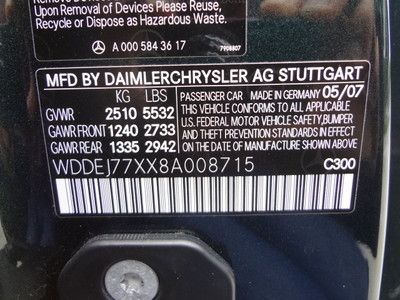 Upon Removal of Devices Please Reuse,
Recycle or Dispose as Hazardous Waste.
A 000 584 36 17
7908807
MFD BY DAIMLERCHRYSLER AG STUTTGART
KG LBS
GVWR 2510 5532
GAWR FRONT 1240 2733
GAWR REAR 1335 2942
PASSENGER CAR MADE IN GERMANY 05/07
THIS VEHICLE CONFORMS TO ALL APPLICABLE
U.S. FEDERAL MOTOR VEHICLE SAFETY,BUMPER
AND THEFT PREVENTION STANDARDS IN EFFECT
ON THE DATE OF MANUFACTURE SHOWN ABOVE.
WDDEJ77XX8A008715
C300